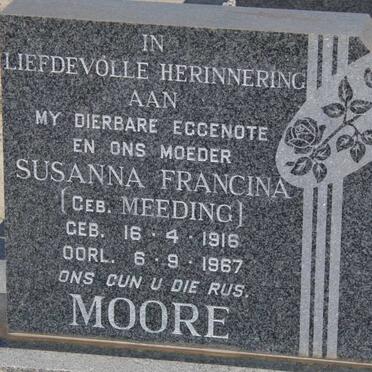 IN
LIEFDEVOLLE HERINNERING
AAN
MY DIERBARE EGGENOTE
EN ONS MOEDER
SUSANNA FRANCINA
[GEB. MEEDING]
GEB. 16·4·1916
OORL. 6·9·1967
ONS GUN U DIE RUS.
MOORE